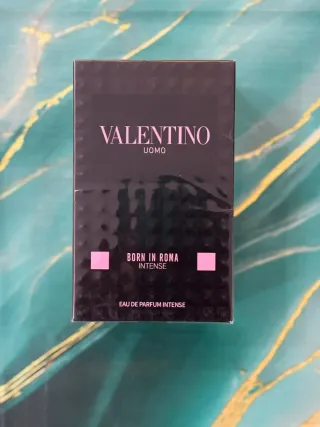 VALENTINO
UOMO
BORN IN ROMA
INTENSE
EAU DE PARFUM INTENSE